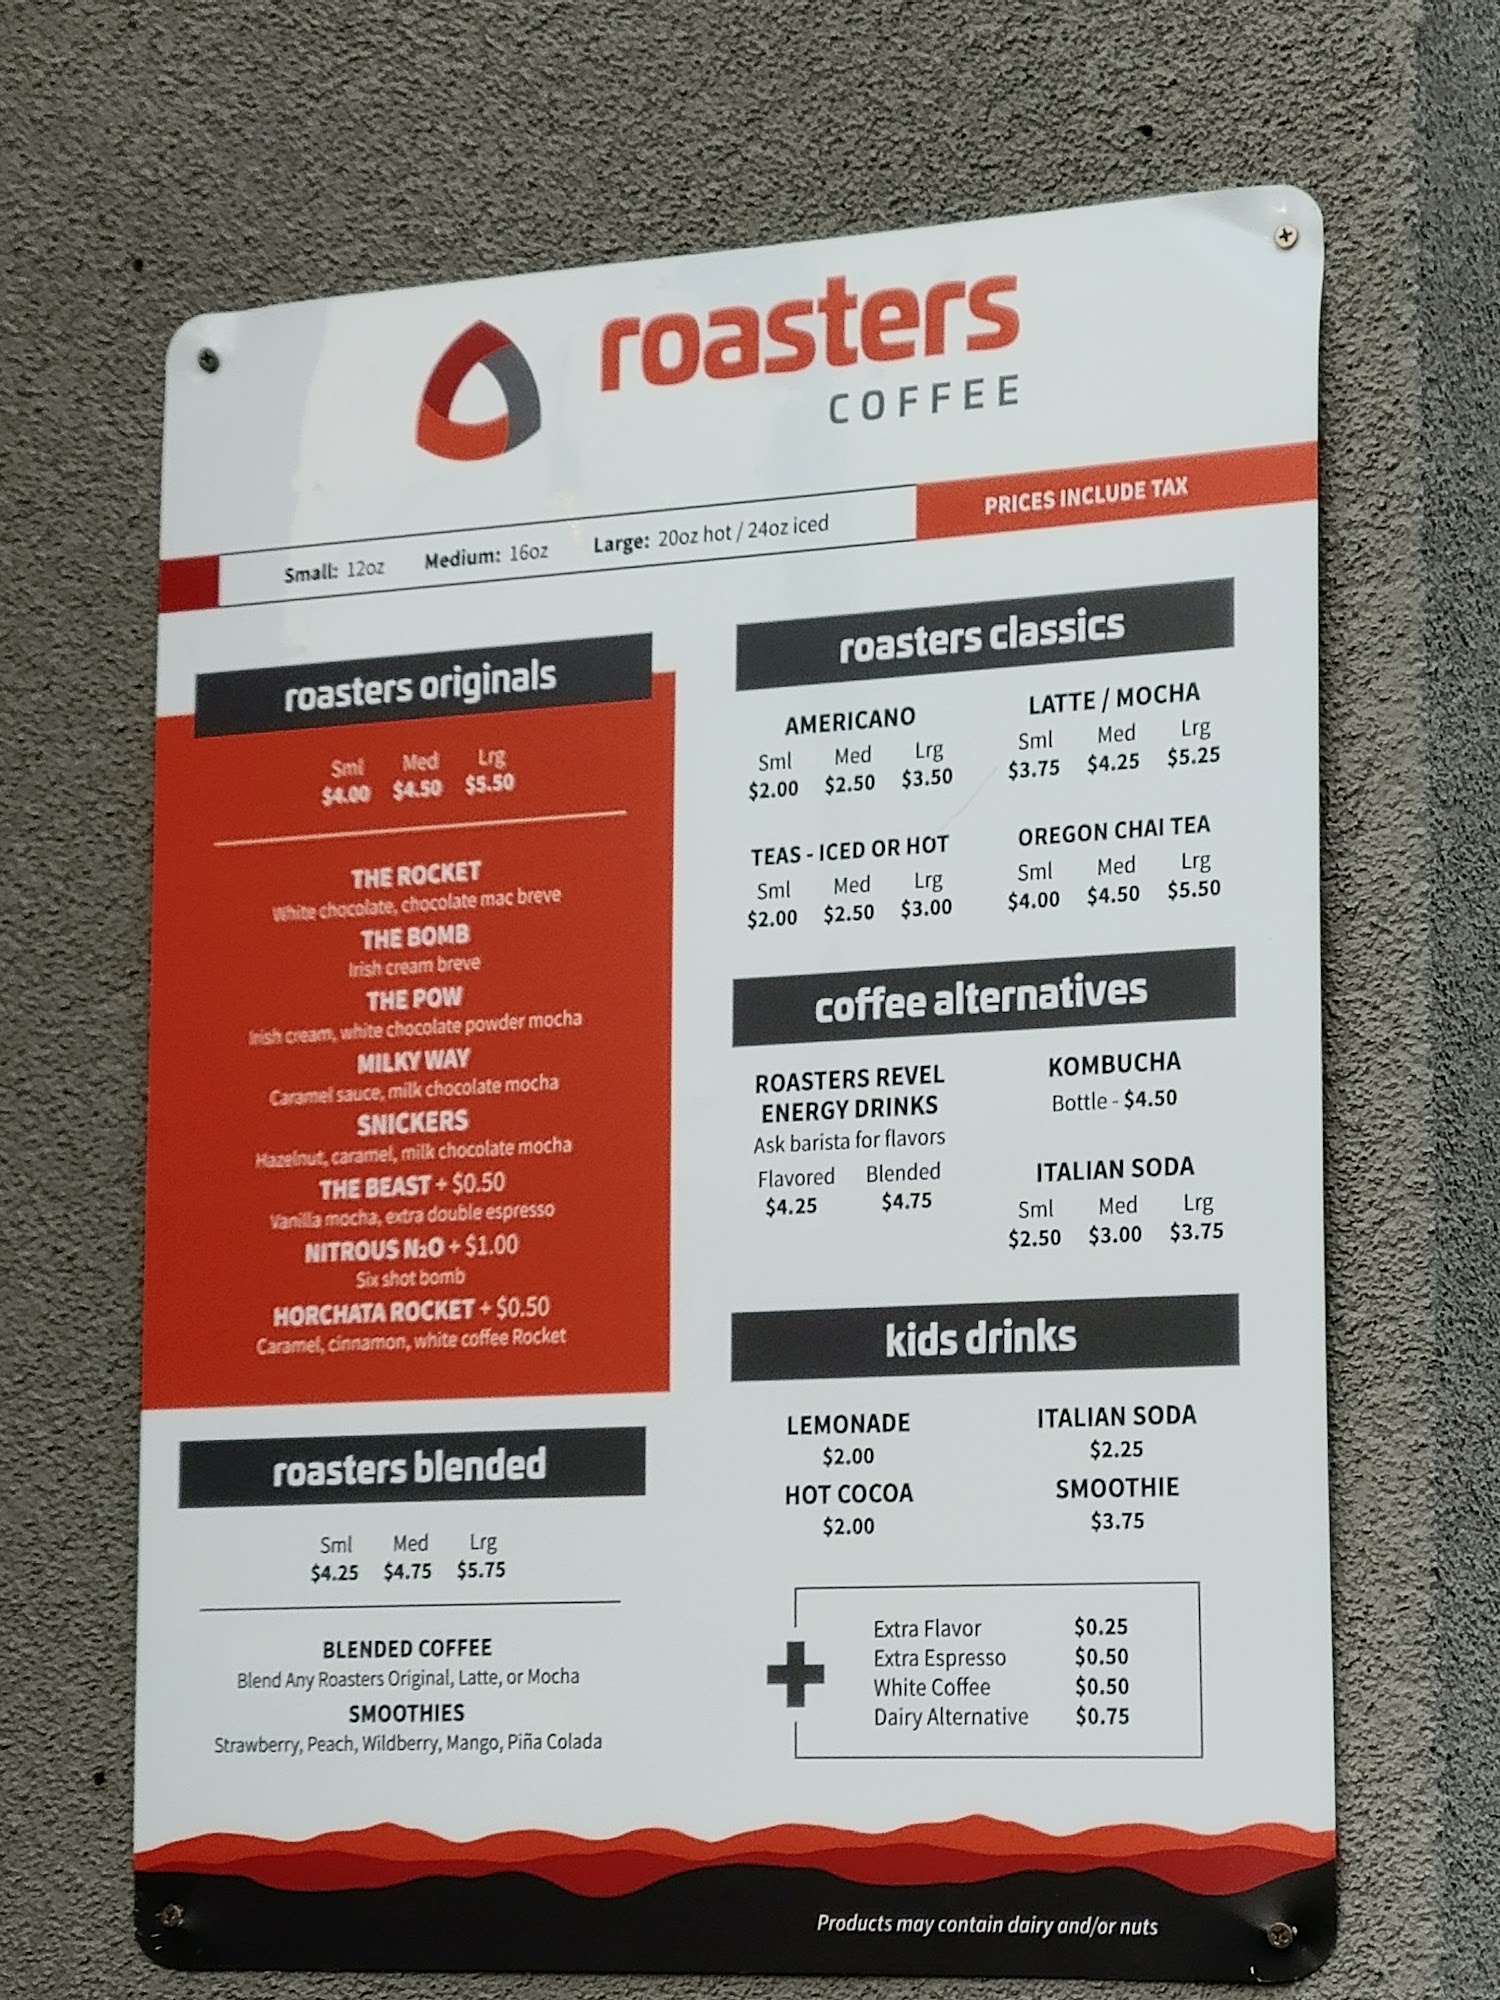 roasters
COFFEE
PRICES INCLUDE TAX
Small: 12oz Medium: 16oz Large: 20oz hot / 24oz iced
roasters originals
Sml Med Lrg
$4.00 $4.50 $5.50
THE ROCKET
White chocolate, chocolate mac breve
THE BOMB
Irish cream breve
THE POW
Irish cream, white chocolate powder mocha
MILKY WAY
Caramel sauce, milk chocolate mocha
SNICKERS
Hazelnut, caramel, milk chocolate mocha
THE BEAST + $0.50
Vanilla mocha, extra double espresso
NITROUS N₂O + $1.00
Six shot bomb
HORCHATA ROCKET + $0.50
Caramel, cinnamon, white coffee Rocket
roasters blended
Sml Med Lrg
$4.25 $4.75 $5.75
BLENDED COFFEE
Blend Any Roasters Original, Latte, or Mocha
SMOOTHIES
Strawberry, Peach, Wildberry, Mango, Piña Colada
roasters classics
AMERICANO
Sml Med Lrg
$2.00 $2.50 $3.50
LATTE / MOCHA
Sml Med Lrg
$3.75 $4.25 $5.25
TEAS - ICED OR HOT
Sml Med Lrg
$2.00 $2.50 $3.00
OREGON CHAI TEA
Sml Med Lrg
$4.00 $4.50 $5.50
coffee alternatives
ROASTERS REVEL
ENERGY DRINKS
Ask barista for flavors
Flavored Blended
$4.25 $4.75
KOMBUCHA
Bottle - $4.50
ITALIAN SODA
Sml Med Lrg
$2.50 $3.00 $3.75
kids drinks
LEMONADE
$2.00
ITALIAN SODA
$2.25
HOT COCOA
$2.00
SMOOTHIE
$3.75
Extra Flavor $0.25
Extra Espresso $0.50
White Coffee $0.50
Dairy Alternative $0.75
Products may contain dairy and/or nuts